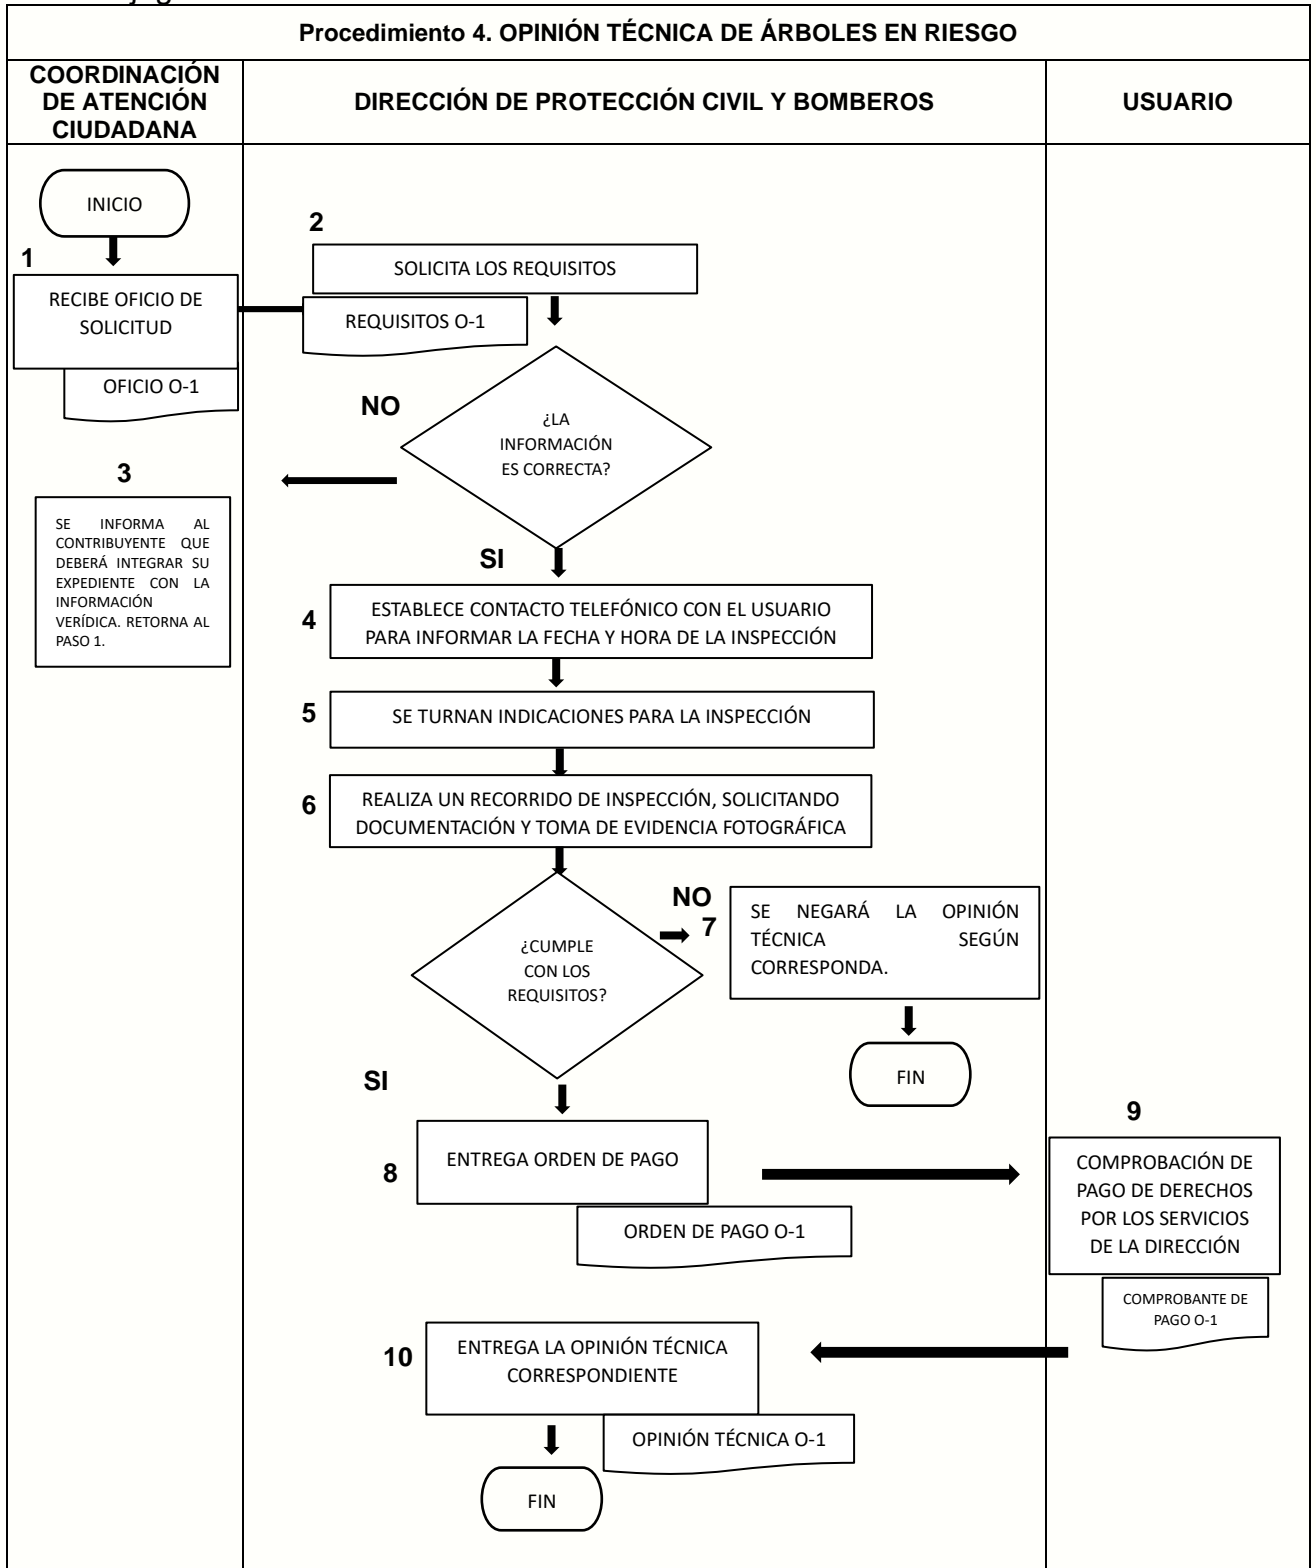 Procedimiento 4. OPINIÓN TÉCNICA DE ÁRBOLES EN RIESGO
COORDINACIÓN
DE ATENCIÓN
CIUDADANA
DIRECCIÓN DE PROTECCIÓN CIVIL Y BOMBEROS
USUARIO
INICIO
1
RECIBE OFICIO DE
SOLICITUD
OFICIO O-1
2
SOLICITA LOS REQUISITOS
REQUISITOS O-1
¿LA
INFORMACIÓN
ES CORRECTA?
NO
3
SE INFORMA AL
CONTRIBUYENTE QUE
DEBERÁ INTEGRAR SU
EXPEDIENTE CON LA
INFORMACIÓN
VERÍDICA. RETORNA AL
PASO 1.
SI
4
ESTABLECE CONTACTO TELEFÓNICO CON EL USUARIO
PARA INFORMAR LA FECHA Y HORA DE LA INSPECCIÓN
5
SE TURNAN INDICACIONES PARA LA INSPECCIÓN
6
REALIZA UN RECORRIDO DE INSPECCIÓN, SOLICITANDO
DOCUMENTACIÓN Y TOMA DE EVIDENCIA FOTOGRÁFICA
¿CUMPLE
CON LOS
REQUISITOS?
NO
7
SE NEGARÁ LA OPINIÓN
TÉCNICA SEGÚN
CORRESPONDA.
FIN
SI
8
ENTREGA ORDEN DE PAGO
ORDEN DE PAGO O-1
9
COMPROBACIÓN DE
PAGO DE DERECHOS
POR LOS SERVICIOS
DE LA DIRECCIÓN
COMPROBANTE DE
PAGO O-1
10
ENTREGA LA OPINIÓN TÉCNICA
CORRESPONDIENTE
OPINIÓN TÉCNICA O-1
FIN